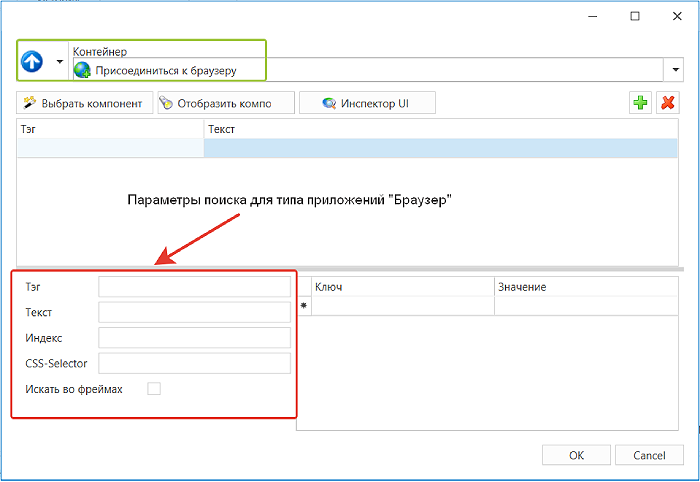 Контейнер
Присоединиться к браузеру
Выбрать компонент
Отобразить компо
Инспектор UI
Тэг Текст
Параметры поиска для типа приложений "Браузер"
Тэг
Текст
Индекс
CSS-Selector
Искать во фреймах
Ключ Значение
OK Cancel